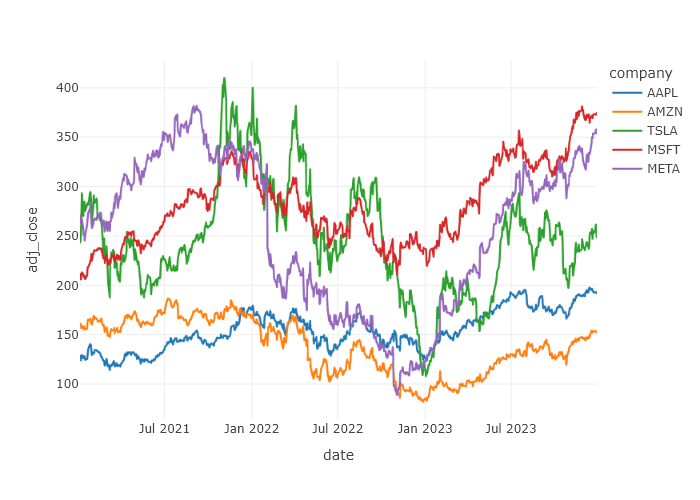 company
AAPL
AMZN
TSLA
MSFT
META
adj_close
400
350
300
250
200
150
100
Jul 2021
Jan 2022
Jul 2022
Jan 2023
Jul 2023
date